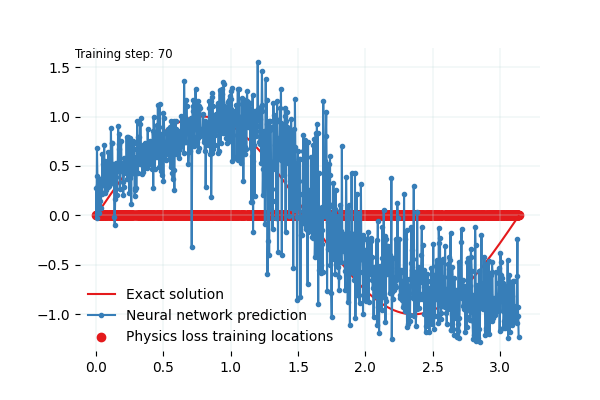 Training step: 70
1.5
1.0
0.5
0.0
−0.5
−1.0
Exact solution
Neural network prediction
Physics loss training locations
0.0 0.5 1.0 1.5 2.0 2.5 3.0